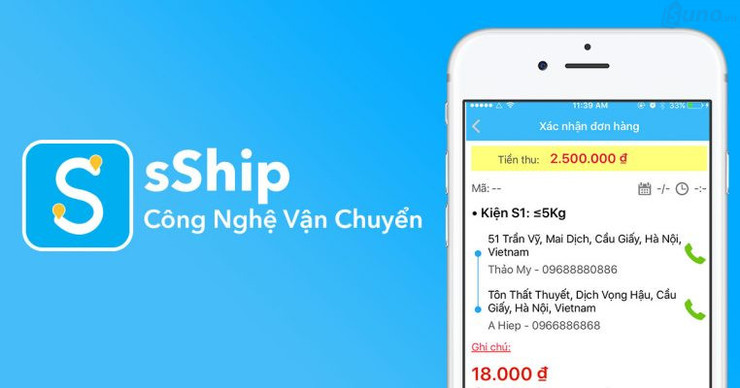 Suno.vn
S
sShip
Công Nghệ Vận Chuyển
11:39 AM
33%
Xác nhận đơn hàng
Tiền thu: 2.500.000 ₫
Mã: --
-/- -:-
• Kiện S1: ≤5Kg
51 Trần Vỹ, Mai Dịch, Cầu Giấy, Hà Nội,
Vietnam
Thảo My - 09688880886
Tôn Thất Thuyết, Dịch Vọng Hậu, Cầu
Giấy, Hà Nội, Vietnam
A Hiep - 0966886868
Ghi chú:
18.000 ₫